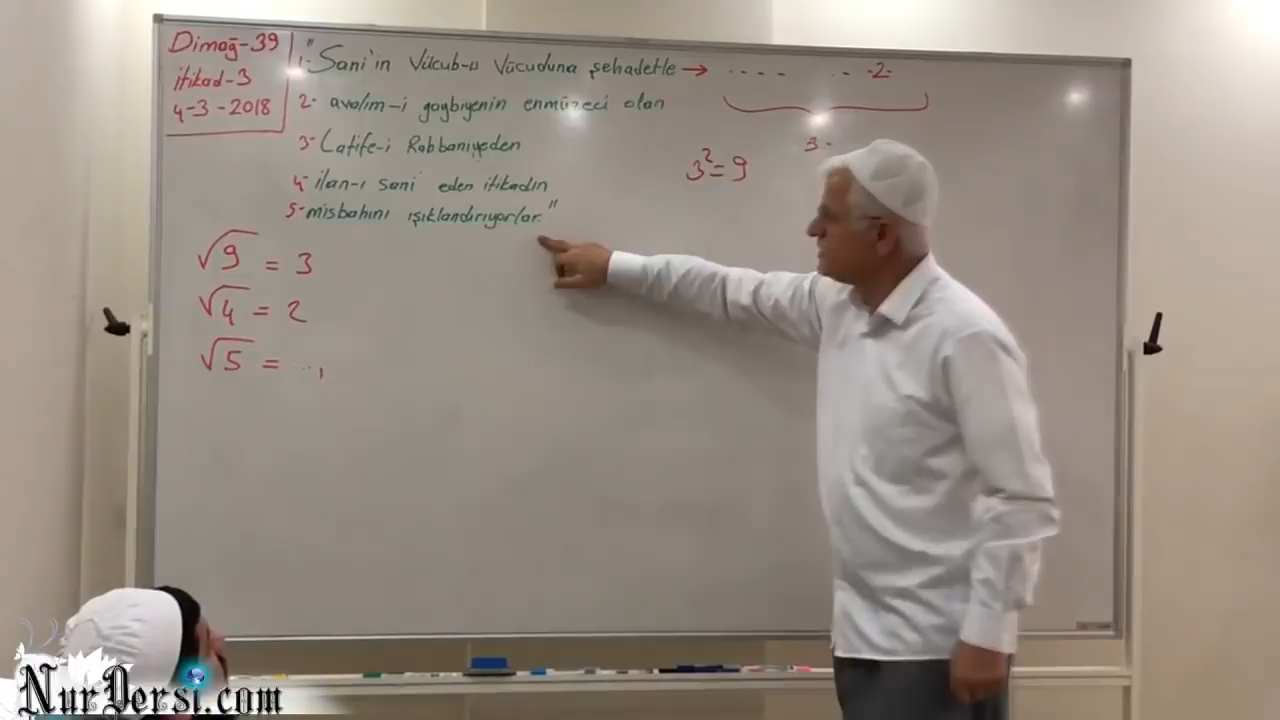 Dimağ-39
itikad-3
4-3-2018
1-"Sani'in Vücub-u Vücuduna şehadetle → .... .. -2-
2- avalim-i gaybiyenin enmüzeci olan
3-
3- Latife-i Rabbaniyeden
3²=9
4- ilan-ı Sani eden itikadın
5- misbahını ışıklandırıyorlar."
√9 = 3
√4 = 2
√5 = ...,
NurDersi.com